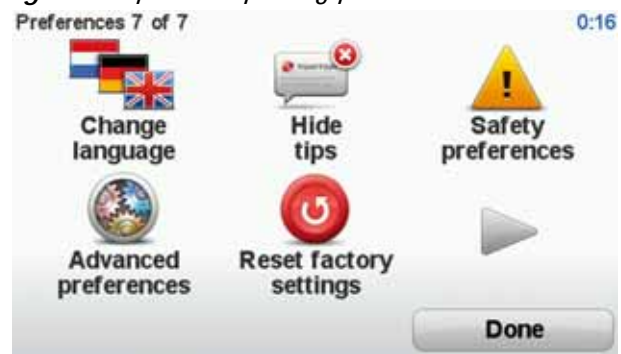 Preferences 7 of 7 0:16
Change Hide Safety
language tips preferences
Advanced Reset factory
preferences settings
Done